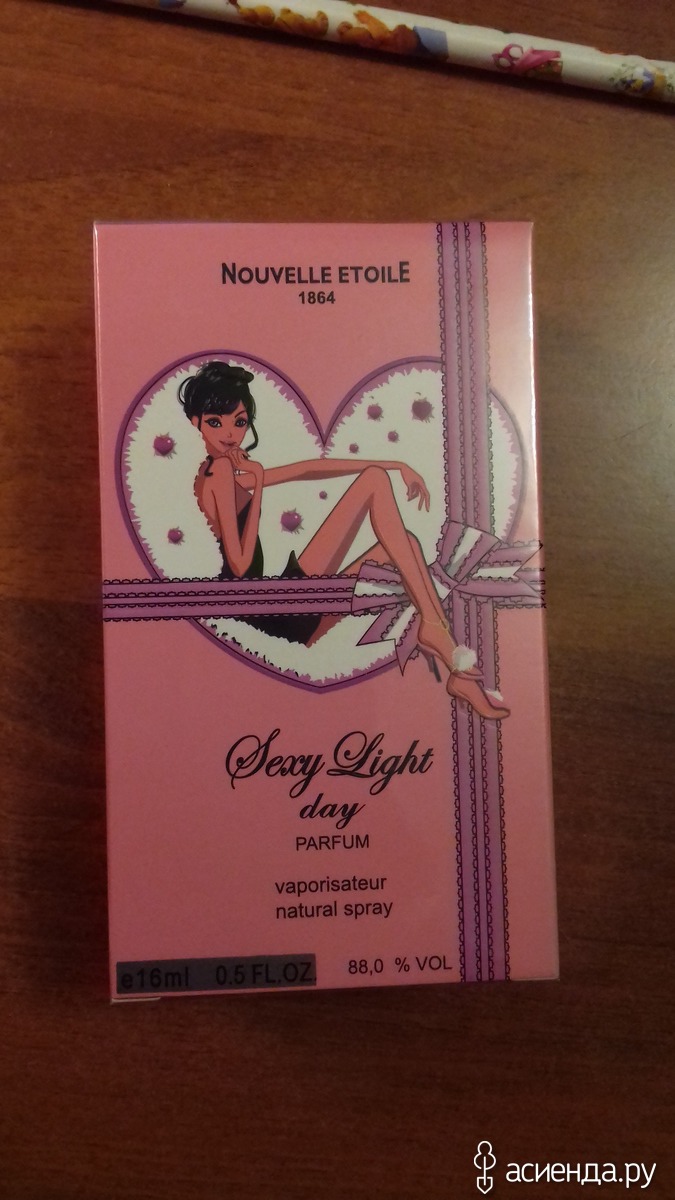 NOUVELLE ETOILE
1864
Sexy Light
day
PARFUM
vaporisateur
natural spray
e16ml 0.5 FL.OZ. 88,0 % VOL
асиенда.ру